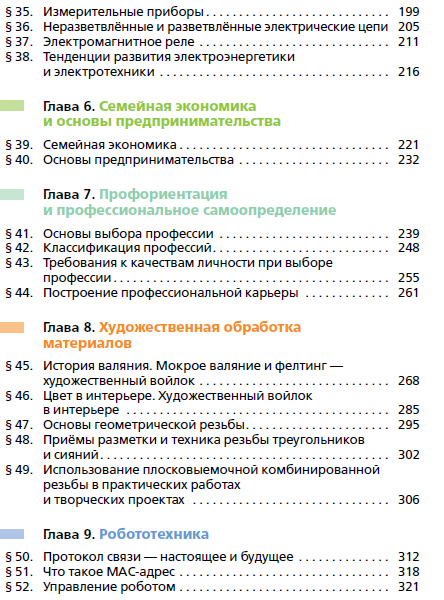 § 35. Измерительные приборы . . . . . . . . . . . . . . . . . . . . . . . . . . . . . 199
§ 36. Неразветвлённые и разветвлённые электрические цепи 205
§ 37. Электромагнитное реле . . . . . . . . . . . . . . . . . . . . . . . . . . . . . . 211
§ 38. Тенденции развития электроэнергетики
и электротехники . . . . . . . . . . . . . . . . . . . . . . . . . . . . . . . . . . . . 216
Глава 6. Семейная экономика
и основы предпринимательства
§ 39. Семейная экономика . . . . . . . . . . . . . . . . . . . . . . . . . . . . . . . . . 221
§ 40. Основы предпринимательства . . . . . . . . . . . . . . . . . . . . . . . . 232
Глава 7. Профориентация
и профессиональное самоопределение
§ 41. Основы выбора профессии . . . . . . . . . . . . . . . . . . . . . . . . . . . 239
§ 42. Классификация профессий. . . . . . . . . . . . . . . . . . . . . . . . . . . . 248
§ 43. Требования к качествам личности при выборе
профессии . . . . . . . . . . . . . . . . . . . . . . . . . . . . . . . . . . . . . . . . . . . 255
§ 44. Построение профессиональной карьеры . . . . . . . . . . . . . 261
Глава 8. Художественная обработка
материалов
§ 45. История валяния. Мокрое валяние и фелтинг —
художественный войлок . . . . . . . . . . . . . . . . . . . . . . . . . . . . . . 268
§ 46. Цвет в интерьере. Художественный войлок
в интерьере . . . . . . . . . . . . . . . . . . . . . . . . . . . . . . . . . . . . . . . . . 285
§ 47. Основы геометрической резьбы. . . . . . . . . . . . . . . . . . . . . . . 295
§ 48. Приёмы разметки и техника резьбы треугольников
и сияний . . . . . . . . . . . . . . . . . . . . . . . . . . . . . . . . . . . . . . . . . . . . . 302
§ 49. Использование плосковыемочной комбинированной
резьбы в практических работах
и творческих проектах . . . . . . . . . . . . . . . . . . . . . . . . . . . . . . . 306
Глава 9. Робототехника
§ 50. Протокол связи — настоящее и будущее . . . . . . . . . . . . . . 312
§ 51. Что такое MAC-адрес . . . . . . . . . . . . . . . . . . . . . . . . . . . . . . . . . 318
§ 52. Управление роботом . . . . . . . . . . . . . . . . . . . . . . . . . . . . . . . . . 321